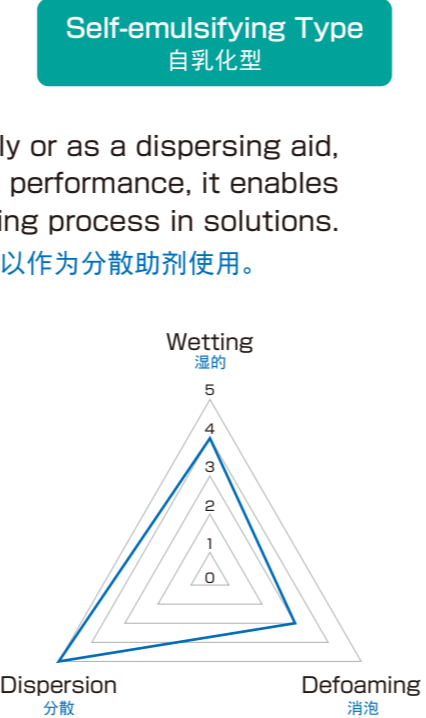 Self-emulsifying Type
自乳化型
ly or as a dispersing aid,
performance, it enables
ing process in solutions.
以作为分散助剂使用。
Wetting
湿的
5
4
3
2
1
0
Dispersion
分散
Defoaming
消泡